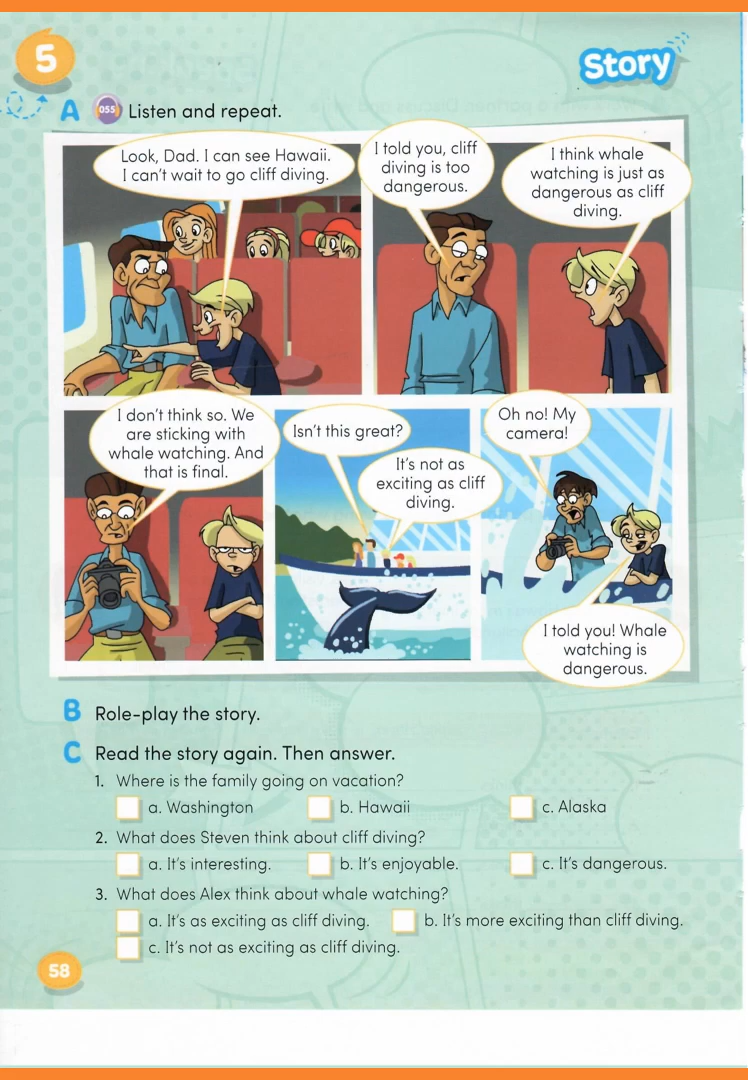 5
Story
A 055 Listen and repeat.
Look, Dad. I can see Hawaii.
I can't wait to go cliff diving.
I told you, cliff
diving is too
dangerous.
I think whale
watching is just as
dangerous as cliff
diving.
I don't think so. We
are sticking with
whale watching. And
that is final.
Isn't this great?
It's not as
exciting as cliff
diving.
Oh no! My
camera!
I told you! Whale
watching is
dangerous.
B Role-play the story.
C Read the story again. Then answer.
1. Where is the family going on vacation?
a. Washington b. Hawaii c. Alaska
2. What does Steven think about cliff diving?
a. It's interesting. b. It's enjoyable. c. It's dangerous.
3. What does Alex think about whale watching?
a. It's as exciting as cliff diving. b. It's more exciting than cliff diving.
c. It's not as exciting as cliff diving.
58